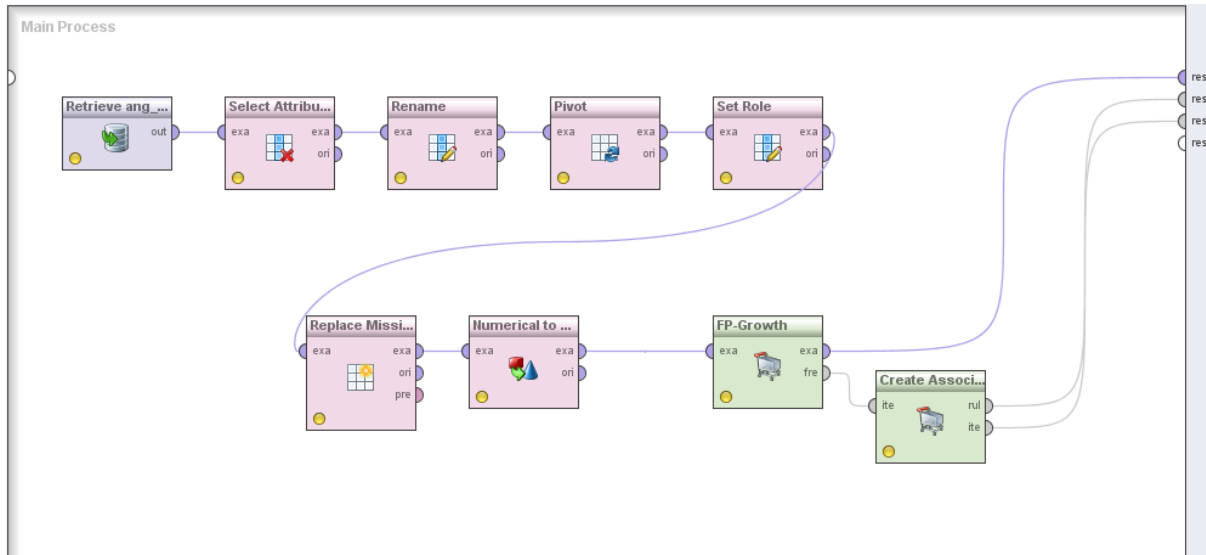 Main Process
Retrieve ang_...
out
Select Attribu...
exa exa
ori
Rename
exa exa
ori
Pivot
exa exa
ori
Set Role
exa exa
ori
res
res
res
res
Replace Missi...
exa exa
ori
pre
Numerical to ...
exa exa
ori
FP-Growth
exa exa
fre
Create Associ...
ite rul
ite